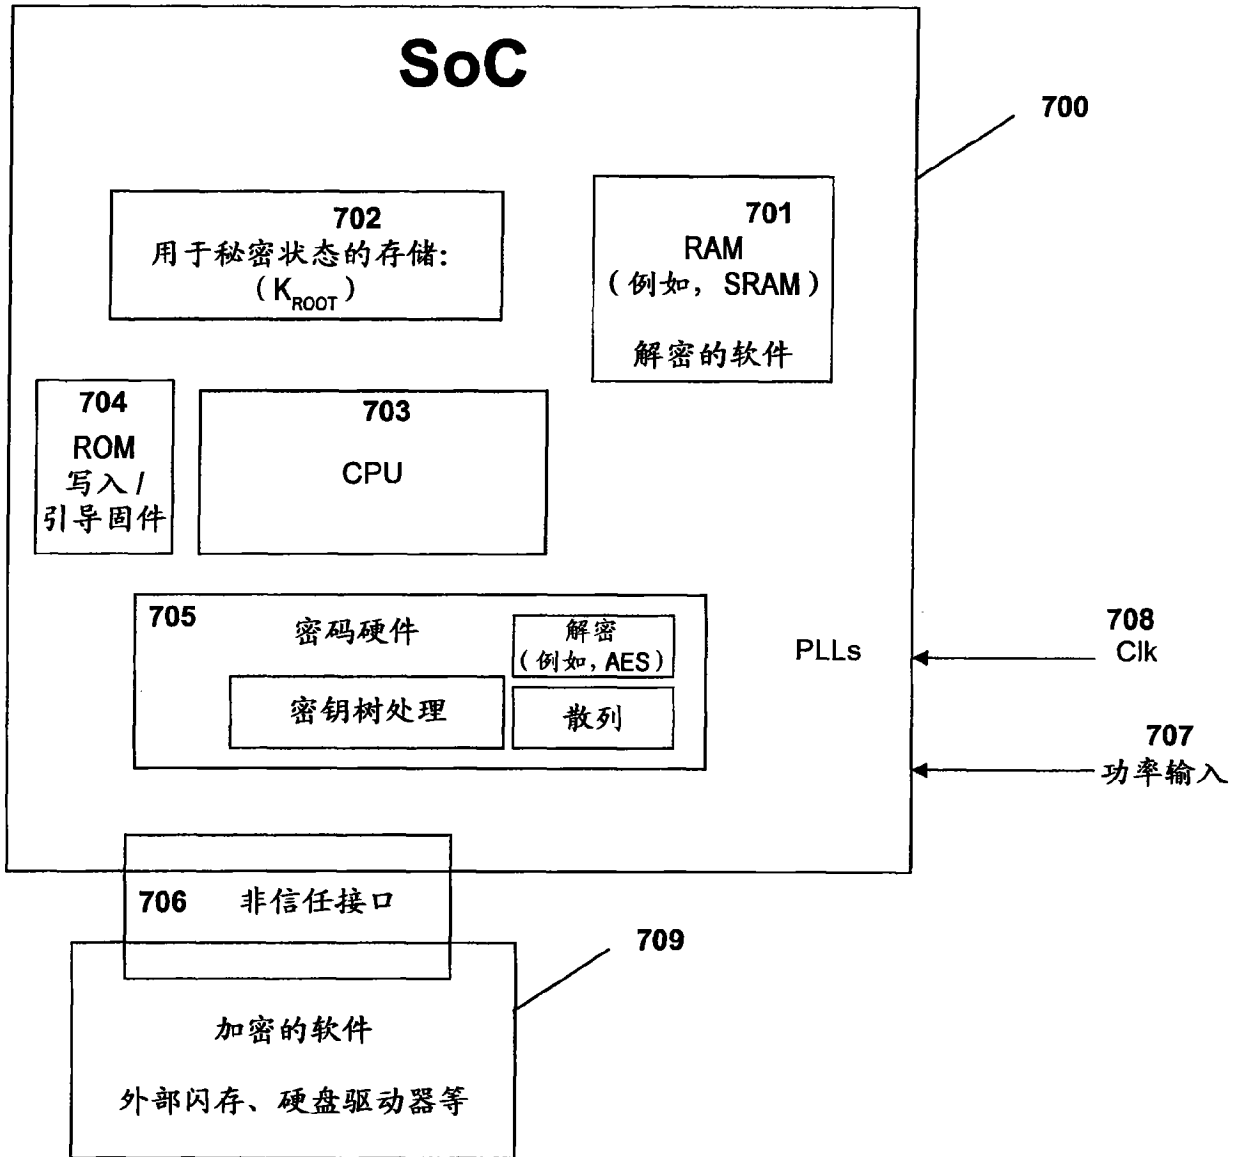 SoC
700
702
用于秘密状态的存储:
(K_ROOT)
701
RAM
(例如, SRAM)
解密的软件
704
ROM
写入 /
引导固件
703
CPU
705
密码硬件
解密
(例如, AES)
密钥树处理
散列
PLLs
708
Clk
707
功率输入
706 非信任接口
709
加密的软件
外部闪存、硬盘驱动器等